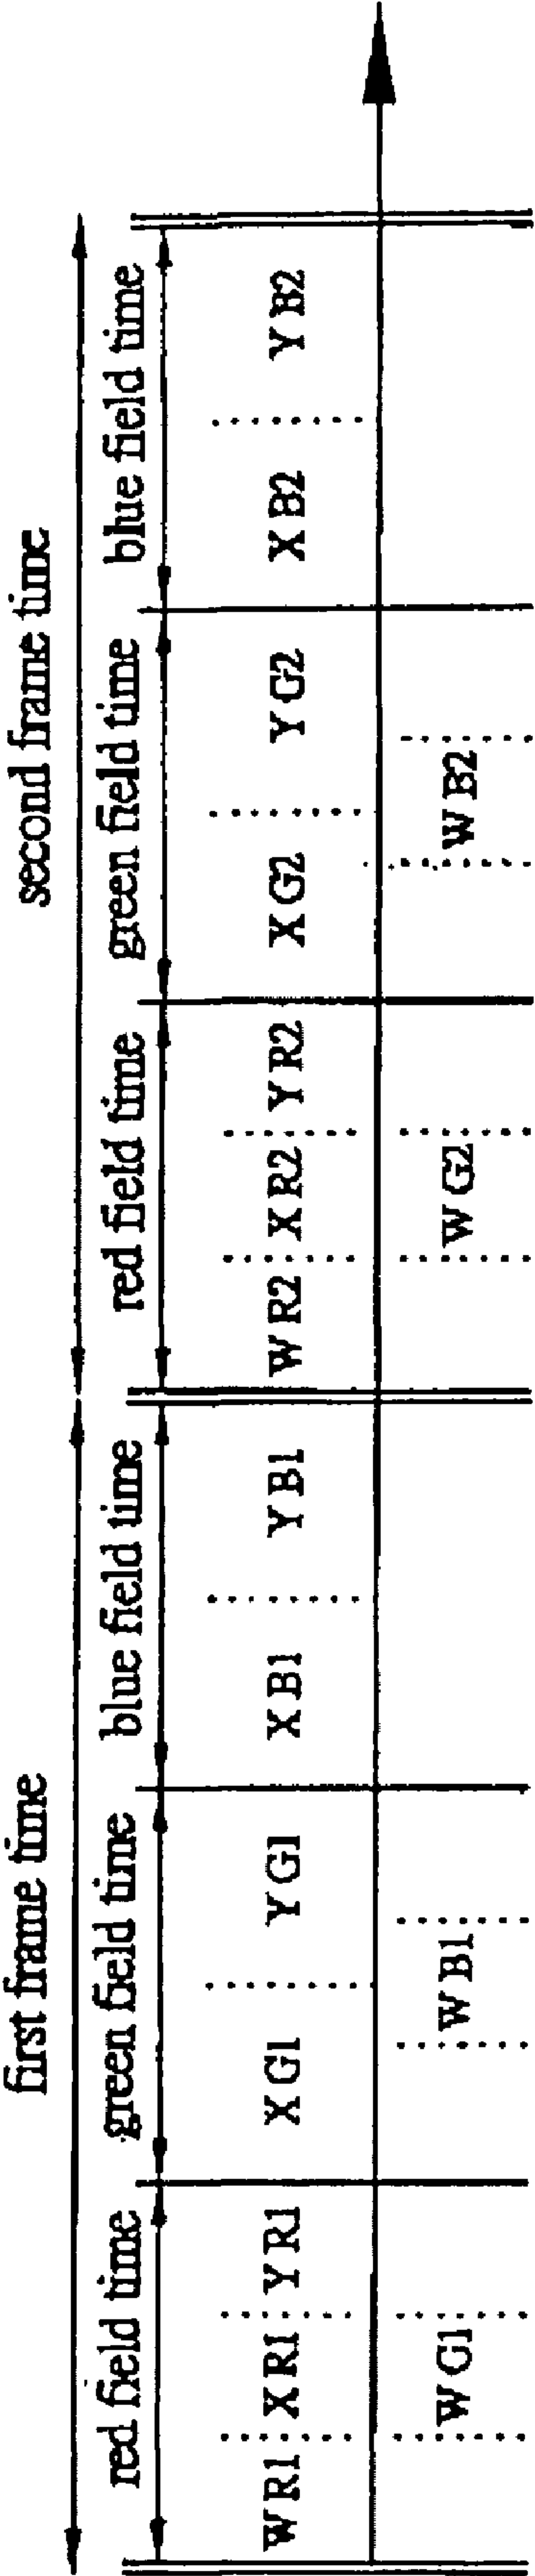 first frame time second frame time
red field time green field time blue field time red field time green field time blue field time
W R1 X R1 Y R1 X G1 Y G1 X B1 Y B1 W R2 X R2 Y R2 X G2 Y G2 X B2 Y B2
W G1 W B1 W G2 W B2